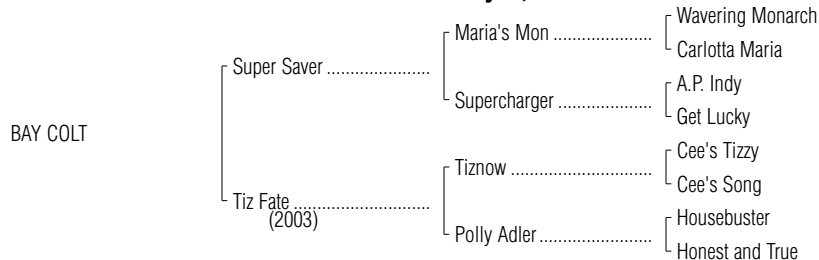 Wavering Monarch
Maria's Mon ....................
Carlotta Maria
Super Saver .....................
A.P. Indy
Supercharger ...................
Get Lucky
BAY COLT
Cee's Tizzy
Tiznow ............................
Cee's Song
Tiz Fate ............................
(2003)
Housebuster
Polly Adler .......................
Honest and True